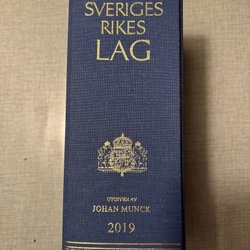 SVERIGES
RIKES
LAG
UTGIVEN AV
JOHAN MUNCK
2019